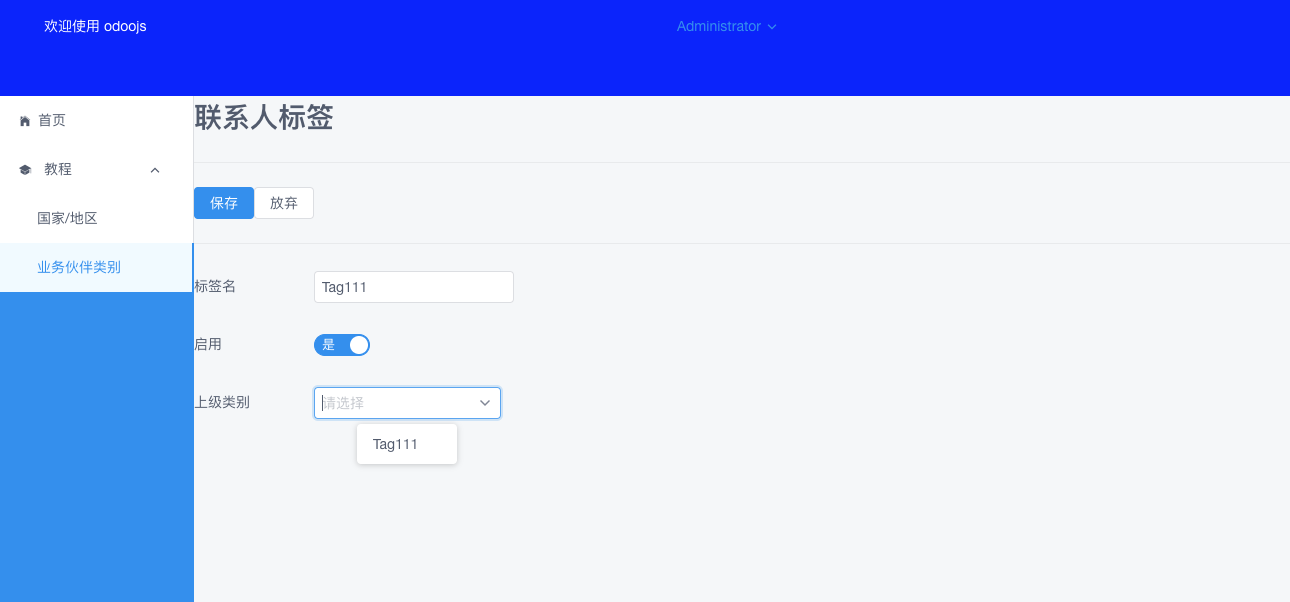 欢迎使用 odoojs
Administrator
首页
教程
国家/地区
业务伙伴类别
联系人标签
保存 放弃
标签名 Tag111
启用 是
上级类别 请选择
Tag111